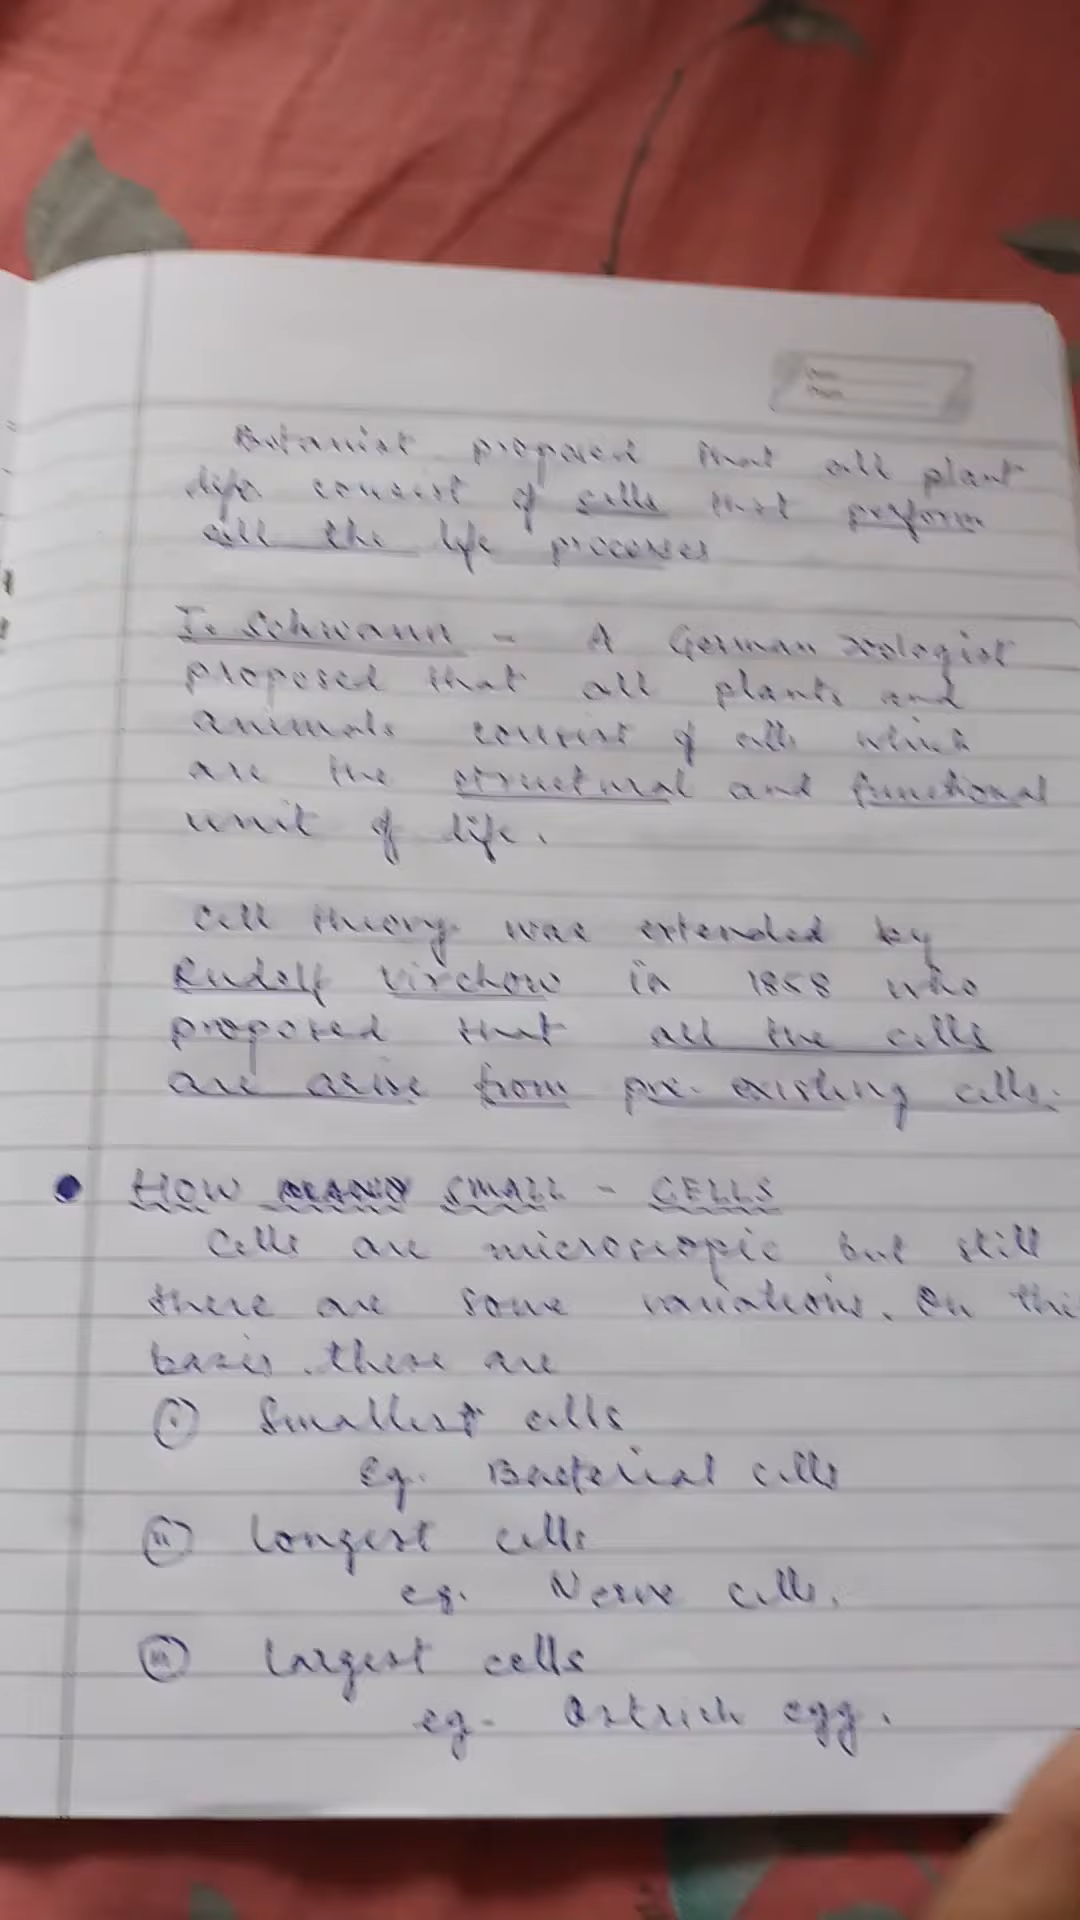 Botanist proposed that all plant
life consist of cells that perform
all the life processes
T. Schwann - A German zoologist
proposed that all plants and
animals consist of cells which
are the structural and functional
unit of life.
Cell theory was extended by
Rudolf Virchow in 1858 who
proposed that all the cells
are arise from pre-existing cells.
HOW SMALL - CELLS
Cells are microscopic but still
there are some variations. On this
basis there are
(i) Smallest cells
Eg. Bacterial cells
(ii) Longest cells
eg. Nerve cells.
(iii) Largest cells
eg- Ostrich egg.